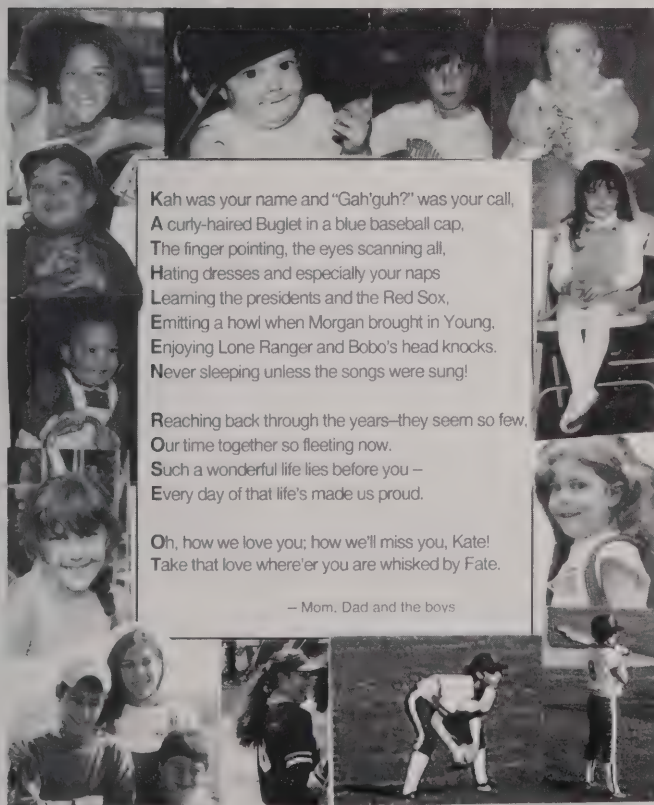 Kah was your name and “Gah’guh?” was your call,
A curly-haired Buglet in a blue baseball cap,
The finger pointing, the eyes scanning all,
Hating dresses and especially your naps
Learning the presidents and the Red Sox,
Emitting a howl when Morgan brought in Young,
Enjoying Lone Ranger and Bobo’s head knocks.
Never sleeping unless the songs were sung!
Reaching back through the years–they seem so few,
Our time together so fleeting now.
Such a wonderful life lies before you –
Every day of that life’s made us proud.
Oh, how we love you; how we’ll miss you, Kate!
Take that love where’er you are whisked by Fate.
– Mom, Dad and the boys